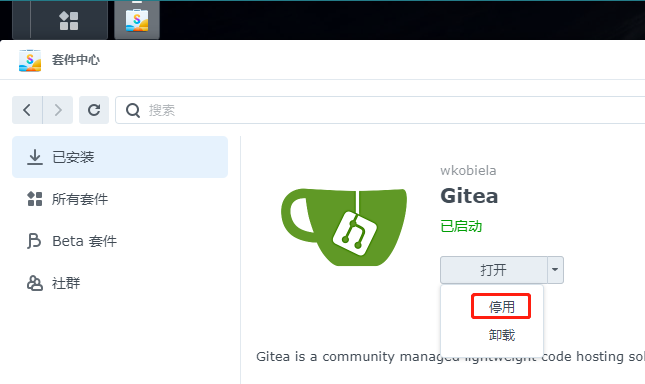 套件中心
搜索
已安装
所有套件
Beta 套件
社群
wkobiela
Gitea
已启动
打开
停用
卸载
Gitea is a community managed lightweight code hosting sol